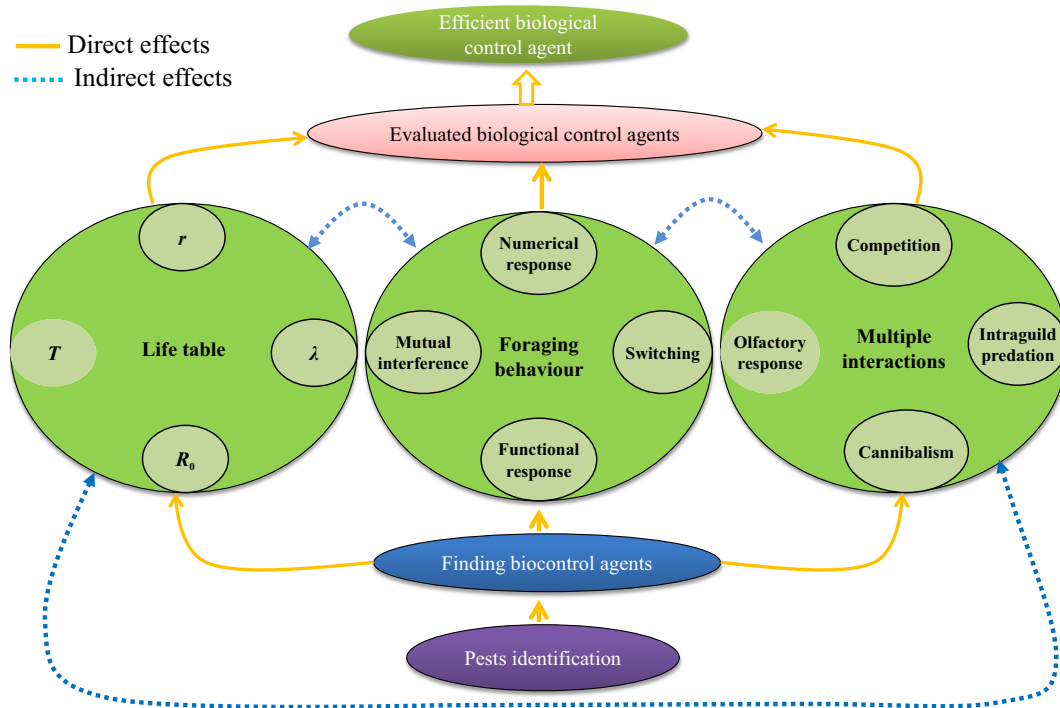 Efficient biological
control agent
Direct effects
Indirect effects
Evaluated biological control agents
r
T
Life table
λ
R₀
Numerical
response
Mutual
interference
Foraging
behaviour
Switching
Functional
response
Competition
Olfactory
response
Multiple
interactions
Intraguild
predation
Cannibalism
Finding biocontrol agents
Pests identification